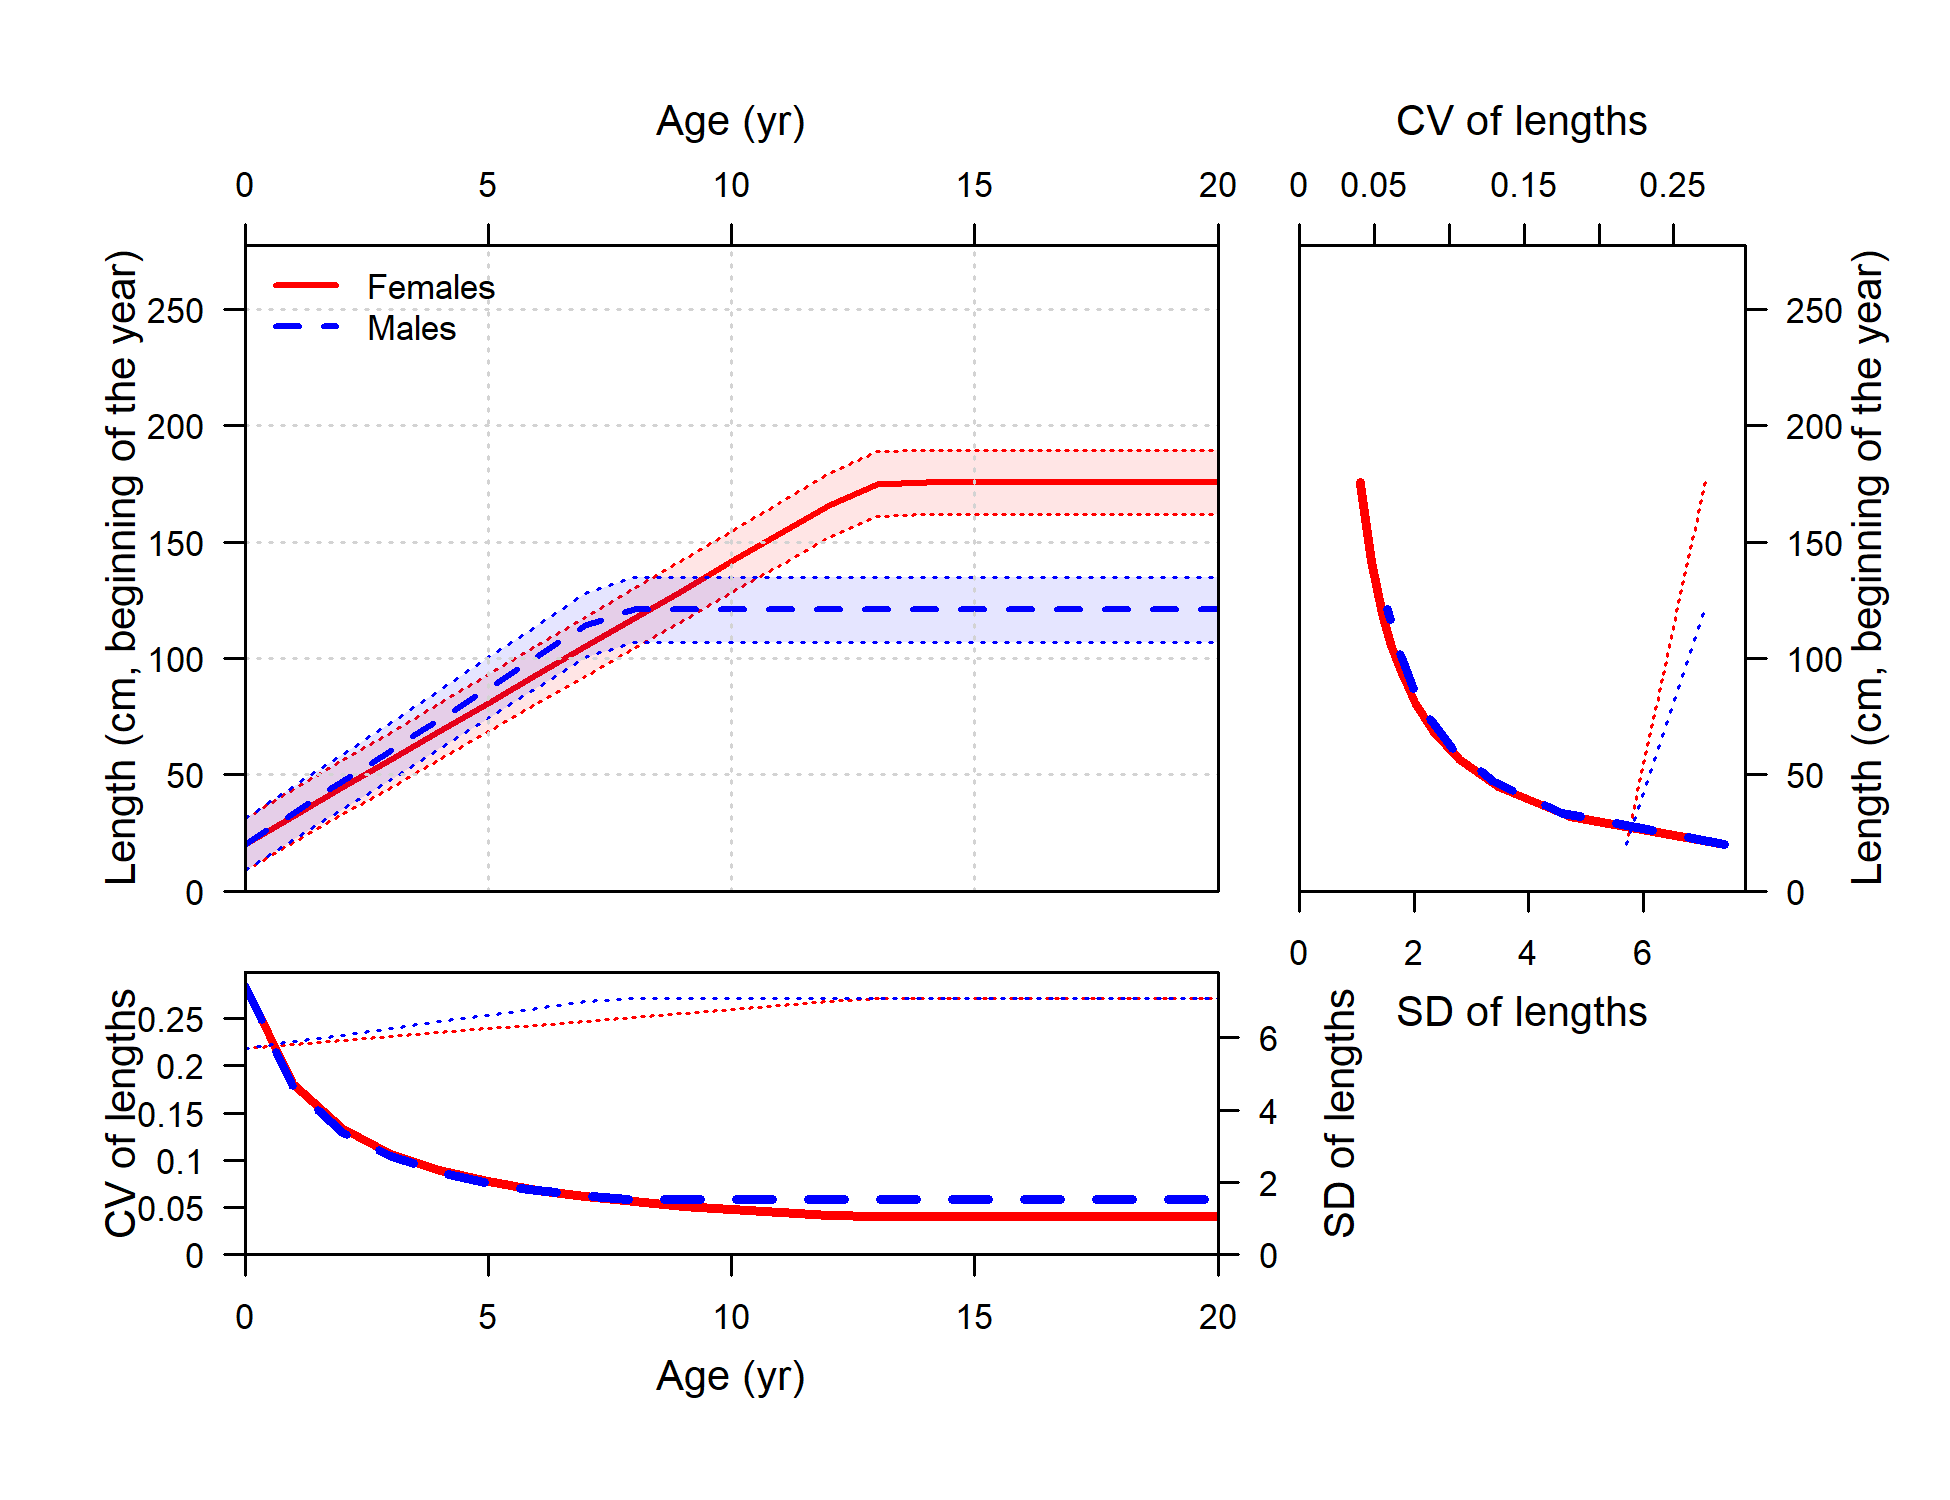 Age (yr)
CV of lengths
0 5 10 15 20
0 0.05 0.15 0.25
Length (cm, beginning of the year)
250
200
150
100
50
0
Females
Males
250
200
150
100
50
0
Length (cm, beginning of the year)
0 2 4 6
SD of lengths
CV of lengths
0.25
0.2
0.15
0.1
0.05
0
6
4
2
0
SD of lengths
0 5 10 15 20
Age (yr)